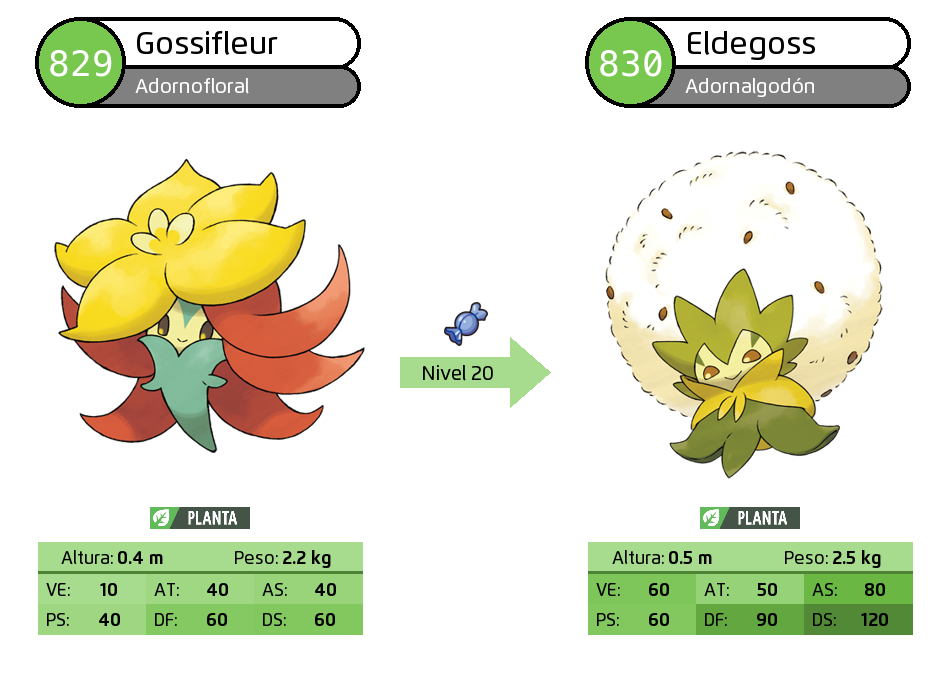 829
Gossifleur
Adornofloral
830
Eldegoss
Adornalgodón
Nivel 20
PLANTA
Altura: 0.4 m Peso: 2.2 kg
VE: 10 AT: 40 AS: 40
PS: 40 DF: 60 DS: 60
PLANTA
Altura: 0.5 m Peso: 2.5 kg
VE: 60 AT: 50 AS: 80
PS: 60 DF: 90 DS: 120